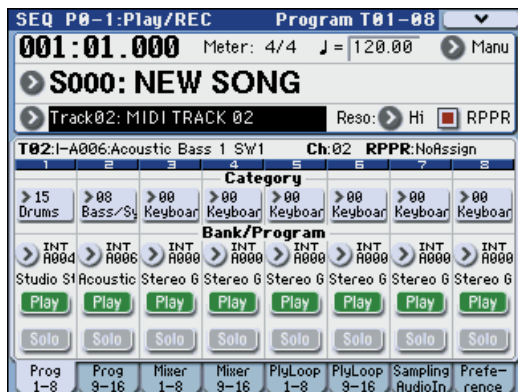 SEQ P0-1:Play/REC Program T01-08
001:01.000 Meter: 4/4 ♩= 120.00 Manu
S000: NEW SONG
Track02: MIDI TRACK 02 Reso: Hi RPPR
T02:I-A006:Acoustic Bass 1 SW1 Ch:02 RPPR:NoAssign
1 2 3 4 5 6 7 8
Category
15 08 00 00 00 00 00 00
Drums Bass/Sy Keyboar Keyboar Keyboar Keyboar Keyboar Keyboar
Bank/Program
INT INT INT INT INT INT INT INT
A004 A006 A000 A000 A000 A000 A000 A000
Studio St Acoustic Stereo G Stereo G Stereo G Stereo G Stereo G Stereo G
Play Play Play Play Play Play Play Play
Solo Solo Solo Solo Solo Solo Solo Solo
Prog Prog Mixer Mixer PlyLoop PlyLoop Sampling Prefe-
1-8 9-16 1-8 9-16 1-8 9-16 AudioIn rence